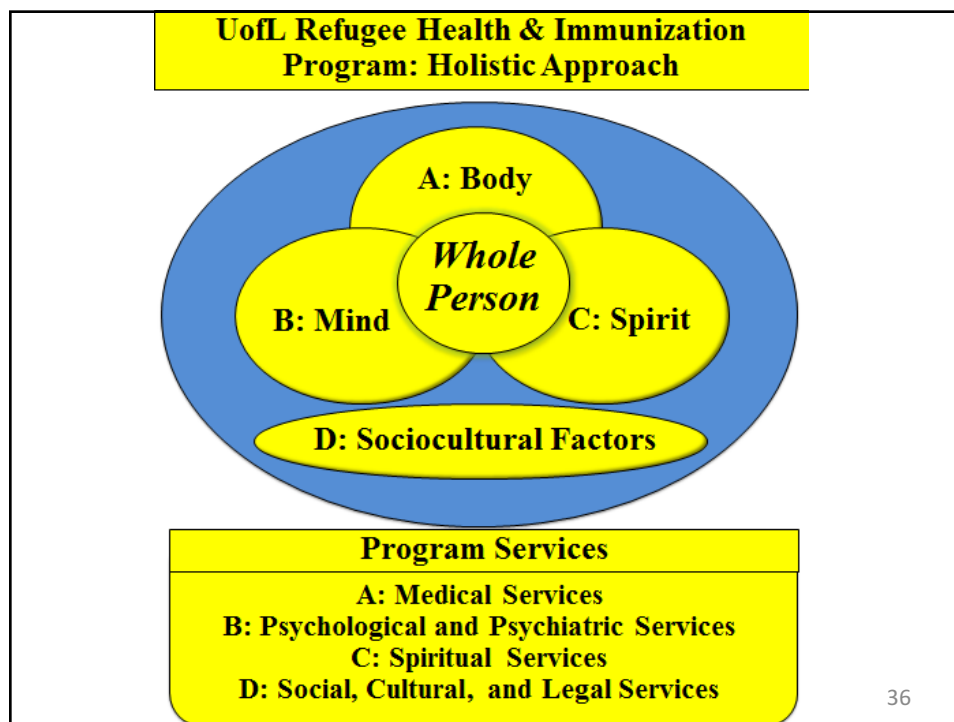 UofL Refugee Health & Immunization
Program: Holistic Approach
A: Body
Whole
Person
B: Mind
C: Spirit
D: Sociocultural Factors
Program Services
A: Medical Services
B: Psychological and Psychiatric Services
C: Spiritual Services
D: Social, Cultural, and Legal Services
36